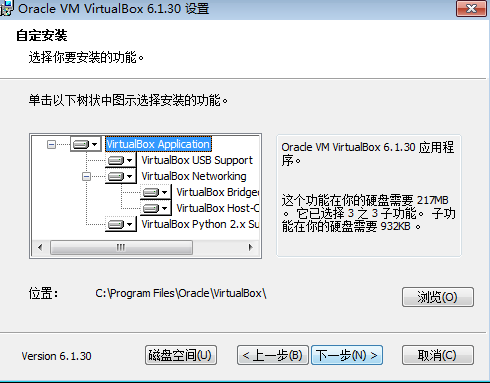 Oracle VM VirtualBox 6.1.30 设置
自定安装
选择你要安装的功能。
单击以下树状中图示选择安装的功能。
VirtualBox Application
VirtualBox USB Support
VirtualBox Networking
VirtualBox Bridged
VirtualBox Host-O
VirtualBox Python 2.x Su
Oracle VM VirtualBox 6.1.30 应用程
序。
这个功能在你的硬盘需要 217MB
。 它已选择 3 之 3 子功能。 子功
能在你的硬盘需要 932KB 。
位置：
C:\Program Files\Oracle\VirtualBox\
浏览(O)
Version 6.1.30
磁盘空间(U)
< 上一步(B)
下一步(N) >
取消(C)